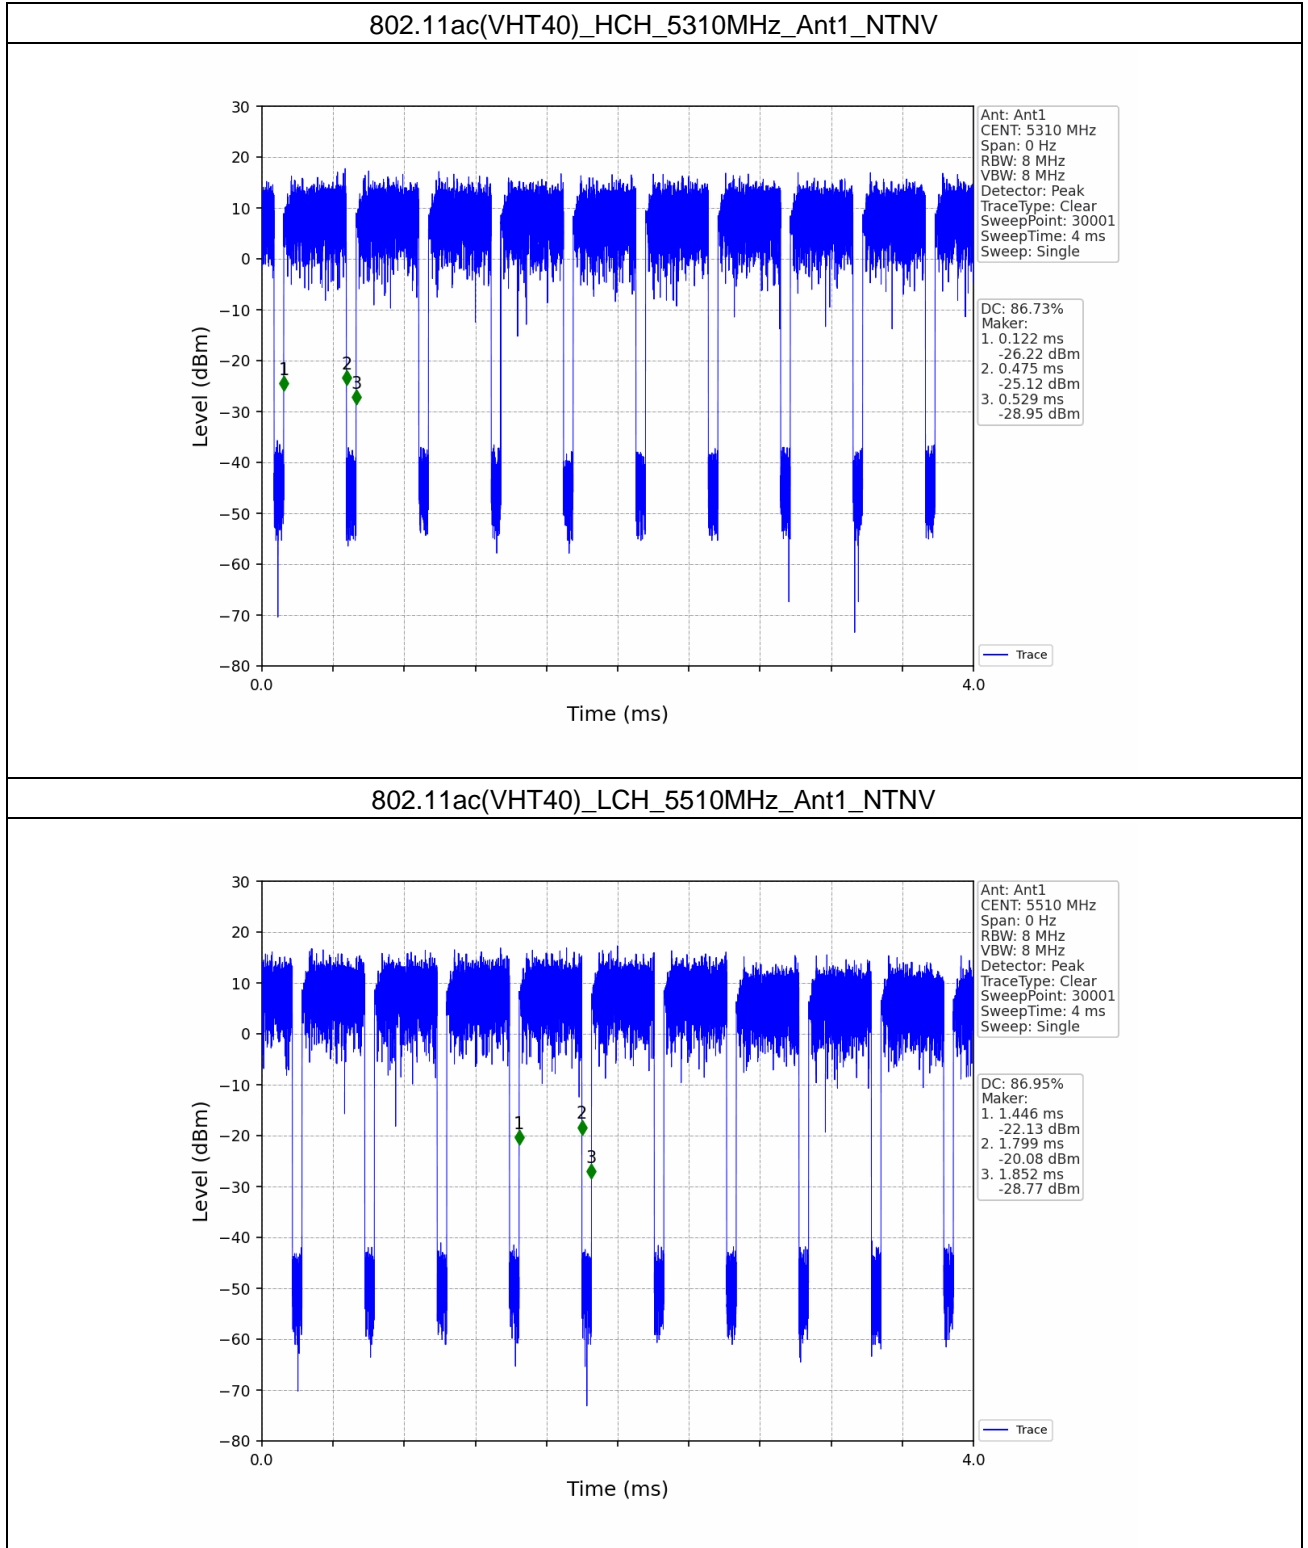 802.11ac(VHT40)_HCH_5310MHz_Ant1_NTNV
30
20
10
0
−10
−20
−30
−40
−50
−60
−70
−80
Level (dBm)
1
2
3
0.0
4.0
Time (ms)
Ant: Ant1
CENT: 5310 MHz
Span: 0 Hz
RBW: 8 MHz
VBW: 8 MHz
Detector: Peak
TraceType: Clear
SweepPoint: 30001
SweepTime: 4 ms
Sweep: Single
DC: 86.73%
Maker:
1. 0.122 ms
-26.22 dBm
2. 0.475 ms
-25.12 dBm
3. 0.529 ms
-28.95 dBm
Trace
802.11ac(VHT40)_LCH_5510MHz_Ant1_NTNV
30
20
10
0
−10
−20
−30
−40
−50
−60
−70
−80
Level (dBm)
1
2
3
0.0
4.0
Time (ms)
Ant: Ant1
CENT: 5510 MHz
Span: 0 Hz
RBW: 8 MHz
VBW: 8 MHz
Detector: Peak
TraceType: Clear
SweepPoint: 30001
SweepTime: 4 ms
Sweep: Single
DC: 86.95%
Maker:
1. 1.446 ms
-22.13 dBm
2. 1.799 ms
-20.08 dBm
3. 1.852 ms
-28.77 dBm
Trace